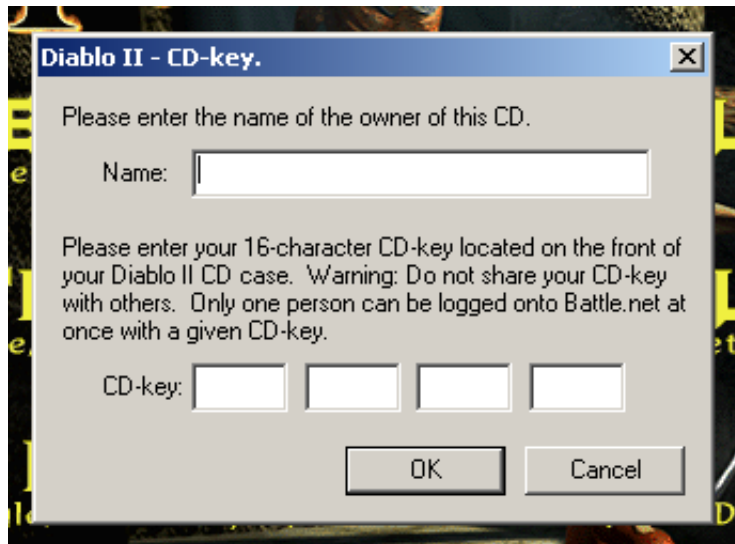 Diablo II - CD-key.
Please enter the name of the owner of this CD.
Name:
Please enter your 16-character CD-key located on the front of
your Diablo II CD case.  Warning: Do not share your CD-key
with others.  Only one person can be logged onto Battle.net at
once with a given CD-key.
CD-key:
OK
Cancel